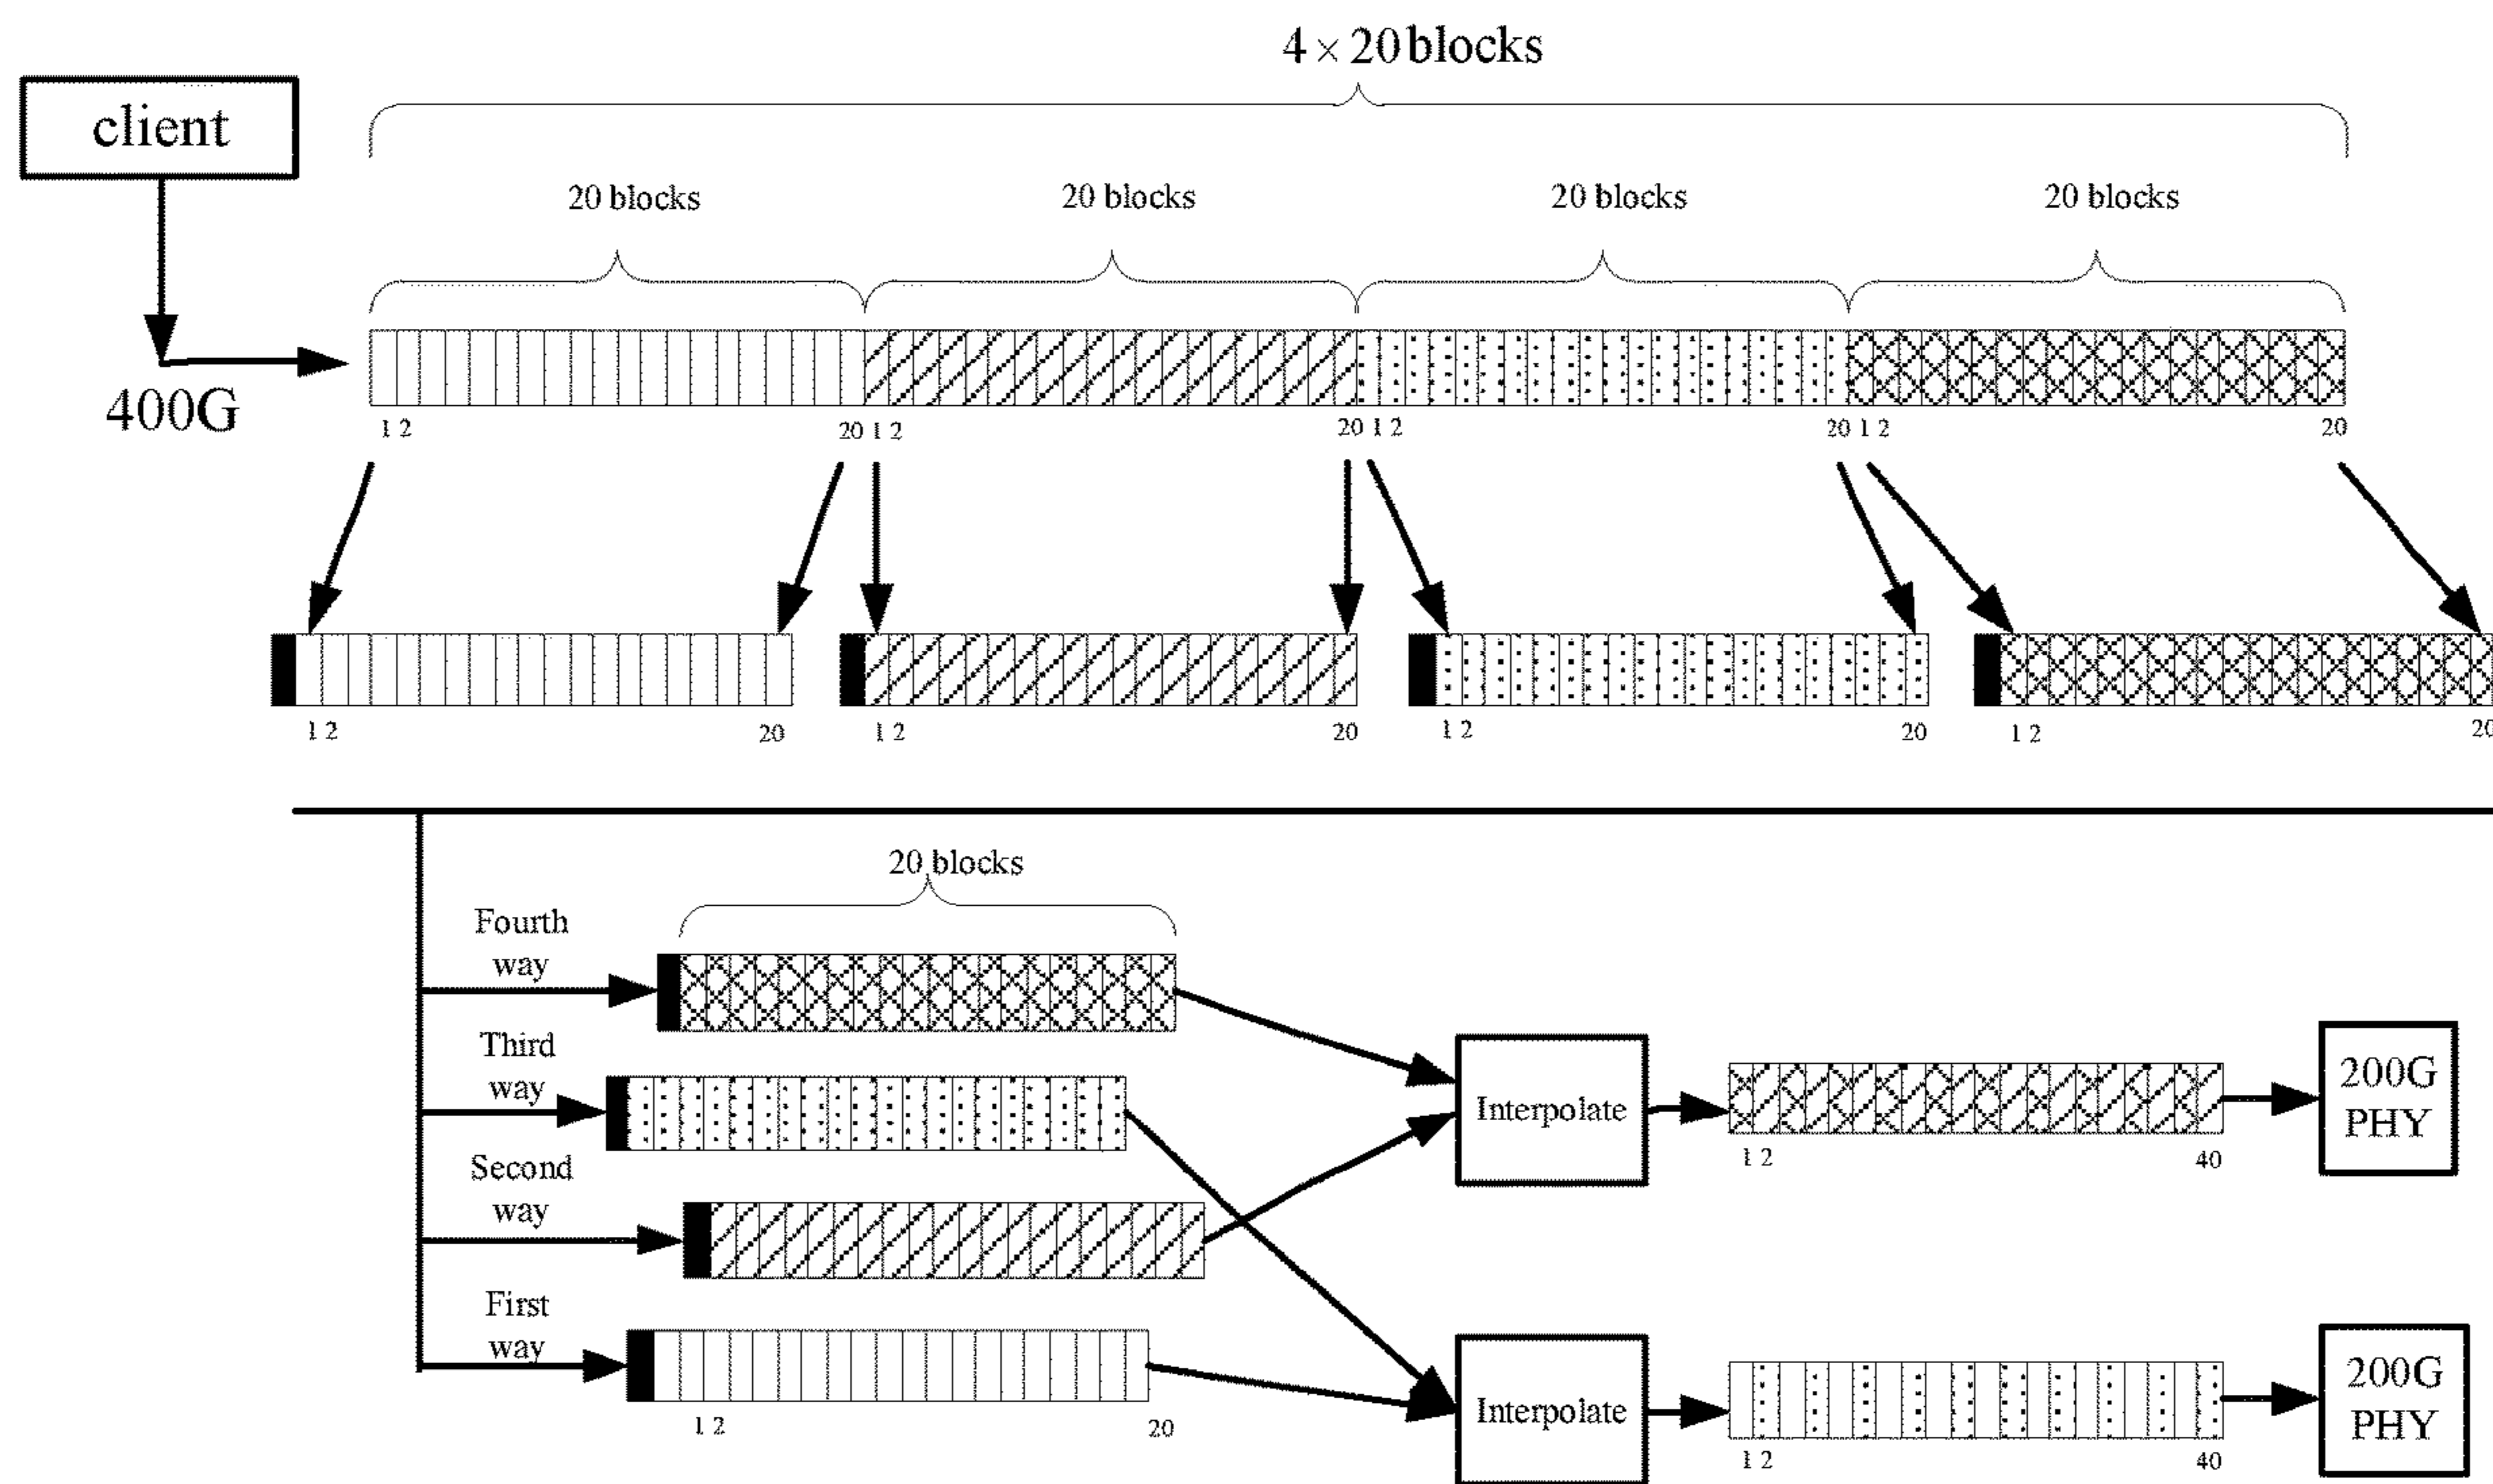 4 × 20 blocks
client
20 blocks 20 blocks 20 blocks 20 blocks
400G
1 2 20 1 2 20 1 2 20 1 2 20
1 2 20 1 2 20 1 2 20 1 2 20
20 blocks
Fourth
way
Third
way
Second
way
First
way
1 2 20
Interpolate
1 2 40
200G
PHY
Interpolate
1 2 40
200G
PHY